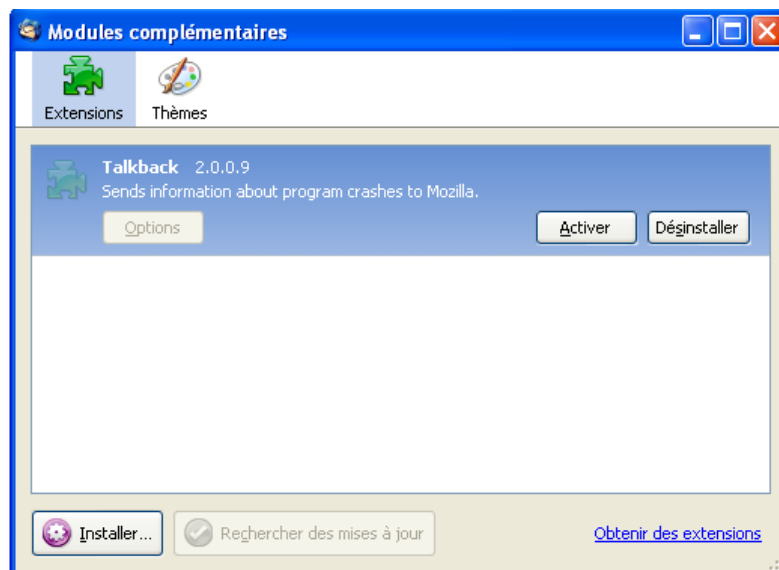 Modules complémentaires
Extensions Thèmes
Talkback 2.0.0.9
Sends information about program crashes to Mozilla.
Options Activer Désinstaller
Installer... Rechercher des mises à jour Obtenir des extensions